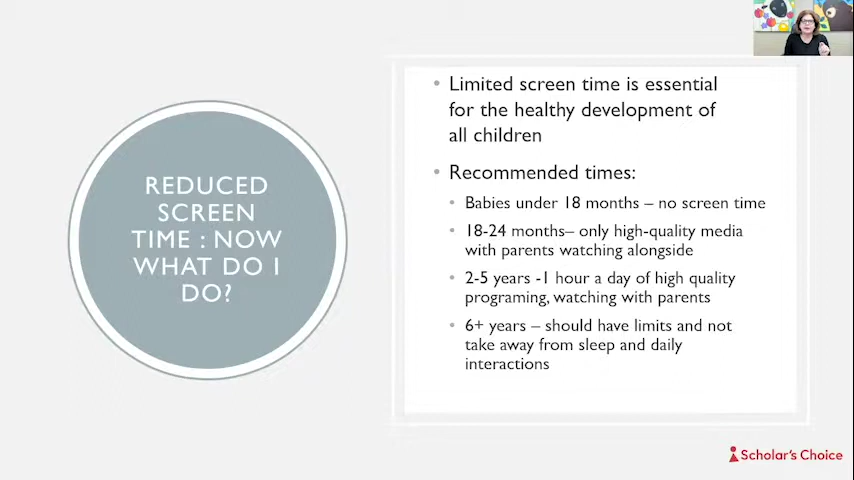 REDUCED
SCREEN
TIME : NOW
WHAT DO I
DO?
• Limited screen time is essential
for the healthy development of
all children
• Recommended times:
• Babies under 18 months – no screen time
• 18-24 months– only high-quality media
with parents watching alongside
• 2-5 years -1 hour a day of high quality
programing, watching with parents
• 6+ years – should have limits and not
take away from sleep and daily
interactions
Scholar's Choice